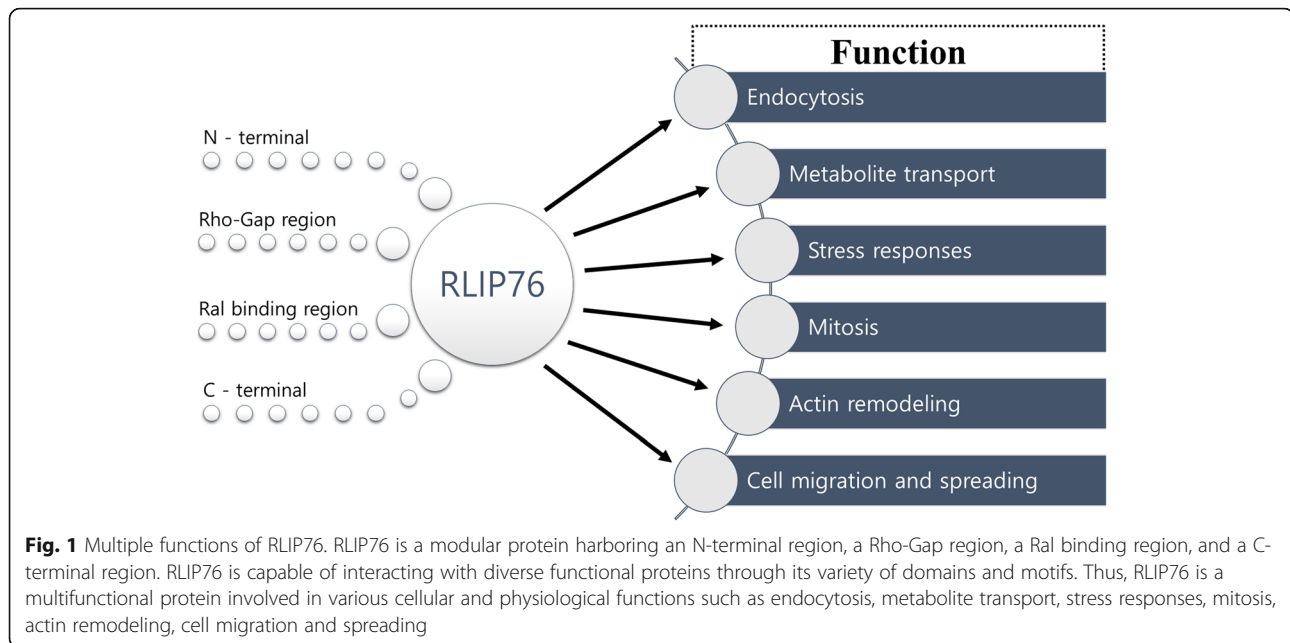 Function
N - terminal
Rho-Gap region
Ral binding region
C - terminal
RLIP76
Endocytosis
Metabolite transport
Stress responses
Mitosis
Actin remodeling
Cell migration and spreading
Fig. 1 Multiple functions of RLIP76. RLIP76 is a modular protein harboring an N-terminal region, a Rho-Gap region, a Ral binding region, and a C-
terminal region. RLIP76 is capable of interacting with diverse functional proteins through its variety of domains and motifs. Thus, RLIP76 is a
multifunctional protein involved in various cellular and physiological functions such as endocytosis, metabolite transport, stress responses, mitosis,
actin remodeling, cell migration and spreading